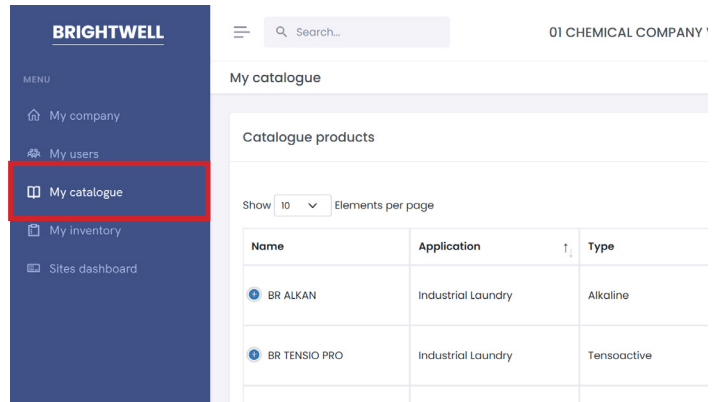 BRIGHTWELL
Search...
01 CHEMICAL COMPANY
MENU
My catalogue
My company
My users
My catalogue
My inventory
Sites dashboard
Catalogue products
Show 10 Elements per page
Name Application Type
BR ALKAN Industrial Laundry Alkaline
BR TENSIO PRO Industrial Laundry Tensoactive